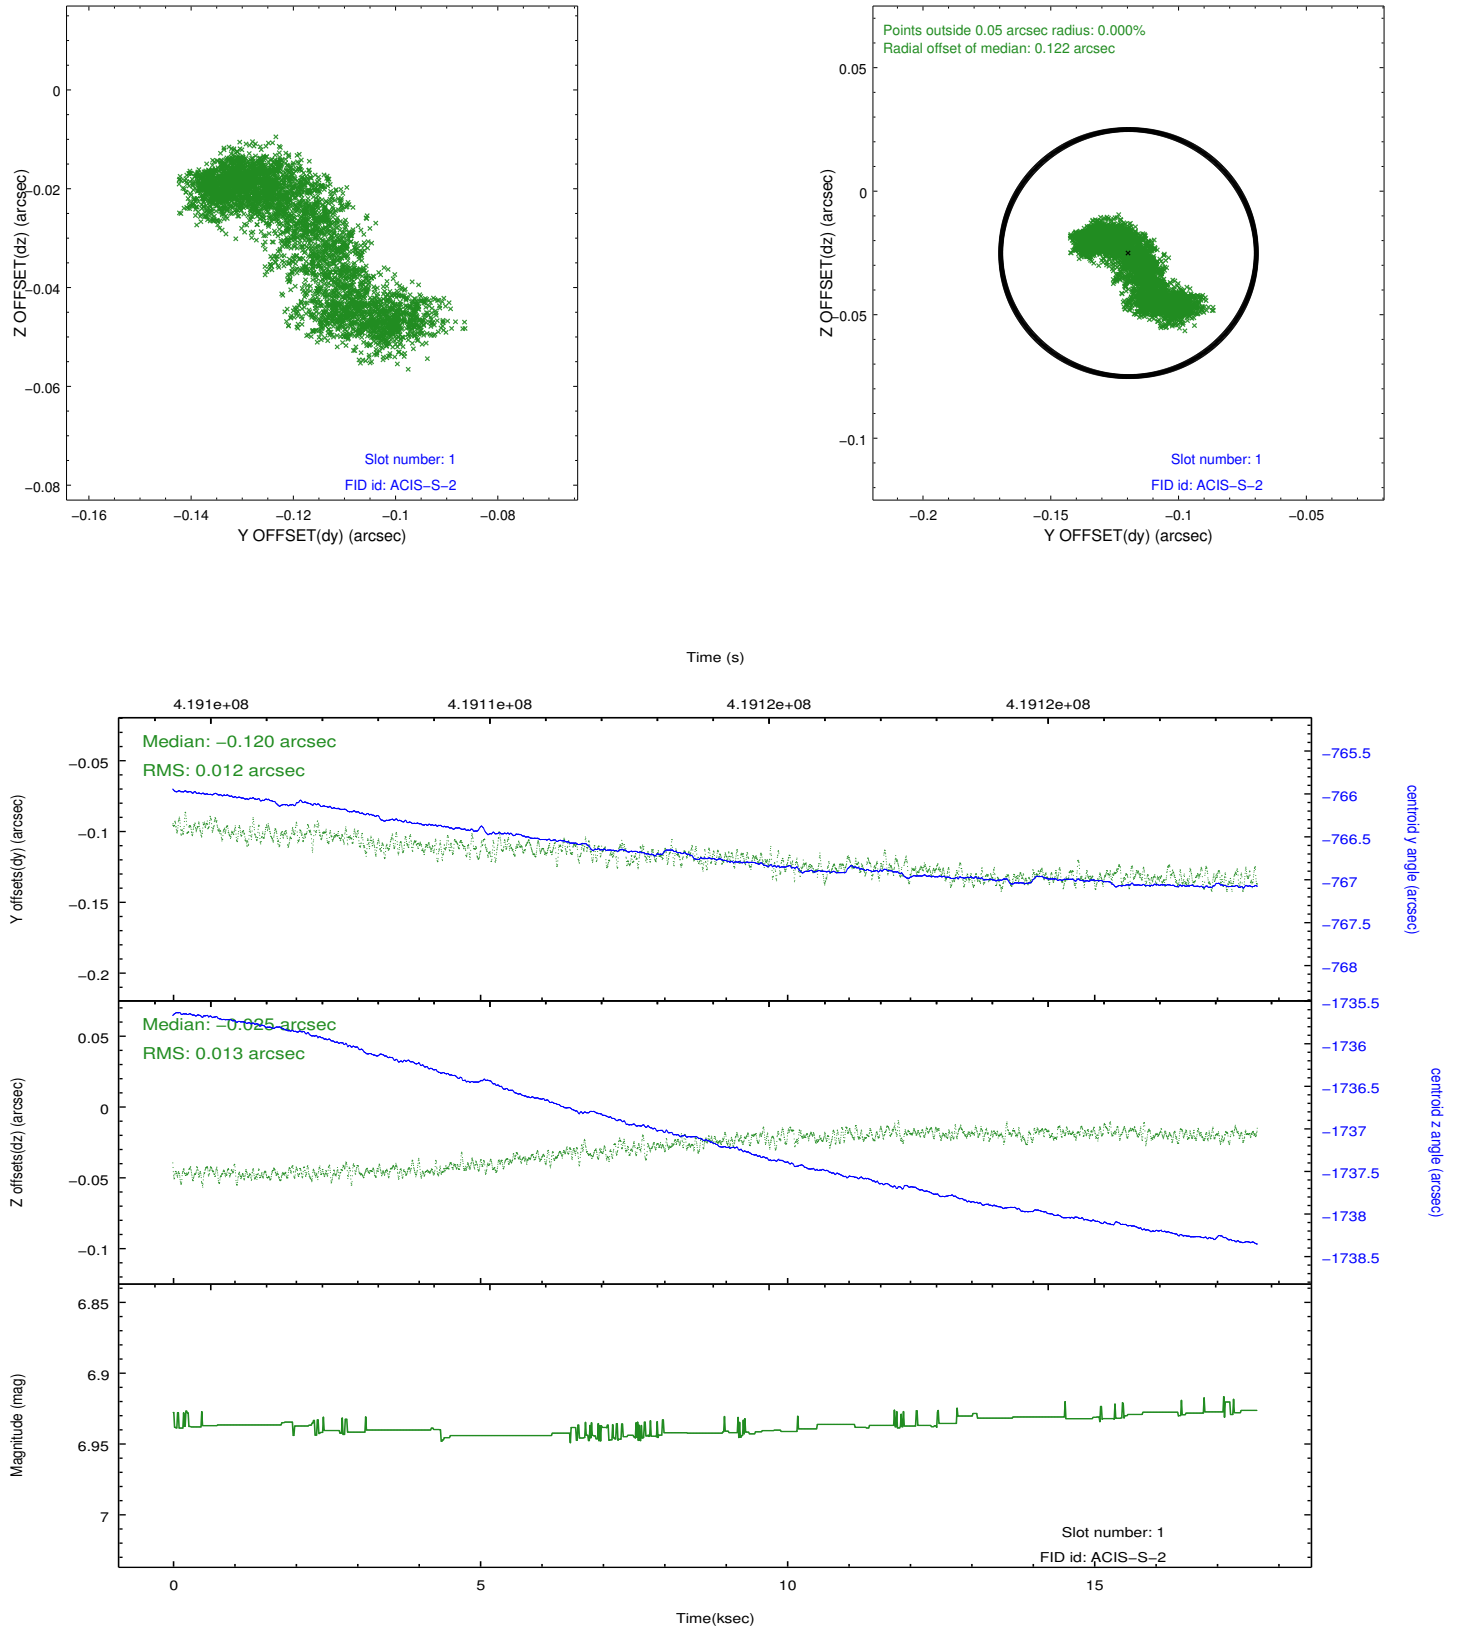 0
−0.02
−0.04
−0.06
−0.08
Z OFFSET(dz) (arcsec)
−0.16
−0.14
−0.12
−0.1
−0.08
Y OFFSET(dy) (arcsec)
Slot number: 1
FID id: ACIS−S−2
Points outside 0.05 arcsec radius: 0.000%
Radial offset of median: 0.122 arcsec
0.05
0
−0.05
−0.1
Z OFFSET(dz) (arcsec)
−0.2
−0.15
−0.1
−0.05
Y OFFSET(dy) (arcsec)
Slot number: 1
FID id: ACIS−S−2
Time (s)
4.191e+08
4.1911e+08
4.1912e+08
4.1912e+08
Median: −0.120 arcsec
RMS: 0.012 arcsec
−0.05
−0.1
−0.15
−0.2
Y offsets(dy) (arcsec)
−765.5
−766
−766.5
−767
−767.5
−768
centroid y angle (arcsec)
Median: −0.025 arcsec
RMS: 0.013 arcsec
0.05
0
−0.05
−0.1
Z offsets(dz) (arcsec)
−1735.5
−1736
−1736.5
−1737
−1737.5
−1738
−1738.5
centroid z angle (arcsec)
6.85
6.9
6.95
7
Magnitude (mag)
Slot number: 1
FID id: ACIS−S−2
0
5
10
15
Time(ksec)